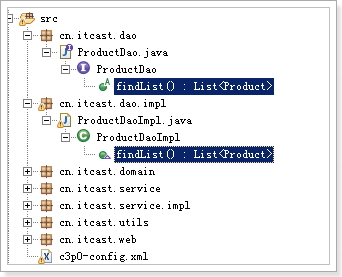 src
cn.itcast.dao
ProductDao.java
ProductDao
findList() : List<Product>
cn.itcast.dao.impl
ProductDaoImpl.java
ProductDaoImpl
findList() : List<Product>
cn.itcast.domain
cn.itcast.service
cn.itcast.service.impl
cn.itcast.utils
cn.itcast.web
c3p0-config.xml